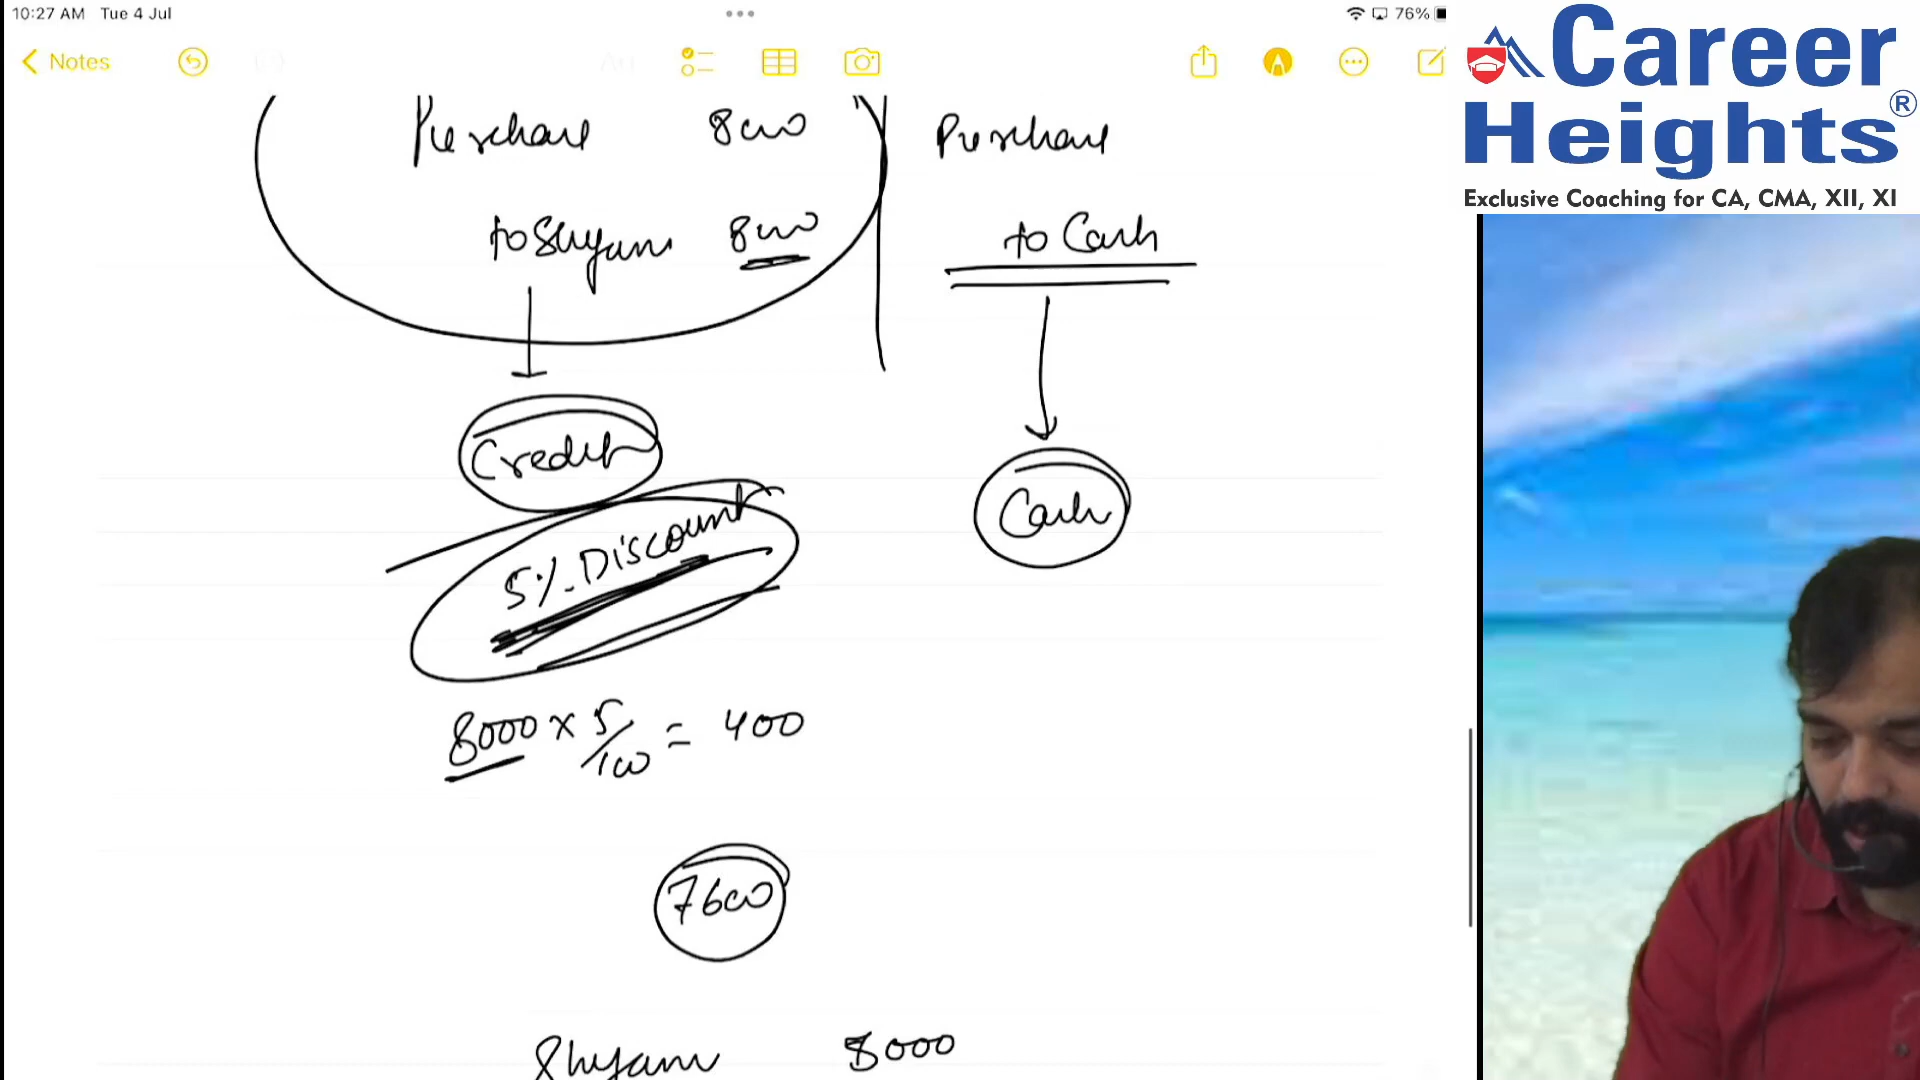 10:27 AM Tue 4 Jul
76%
Notes
Career
Heights®
Exclusive Coaching for CA, CMA, XII, XI
Purchase 8000
to Shyam 8000
Purchase
to Cash
Credit
Cash
5% Discount
8000 x 5/100 = 400
7600
Shyam 8000